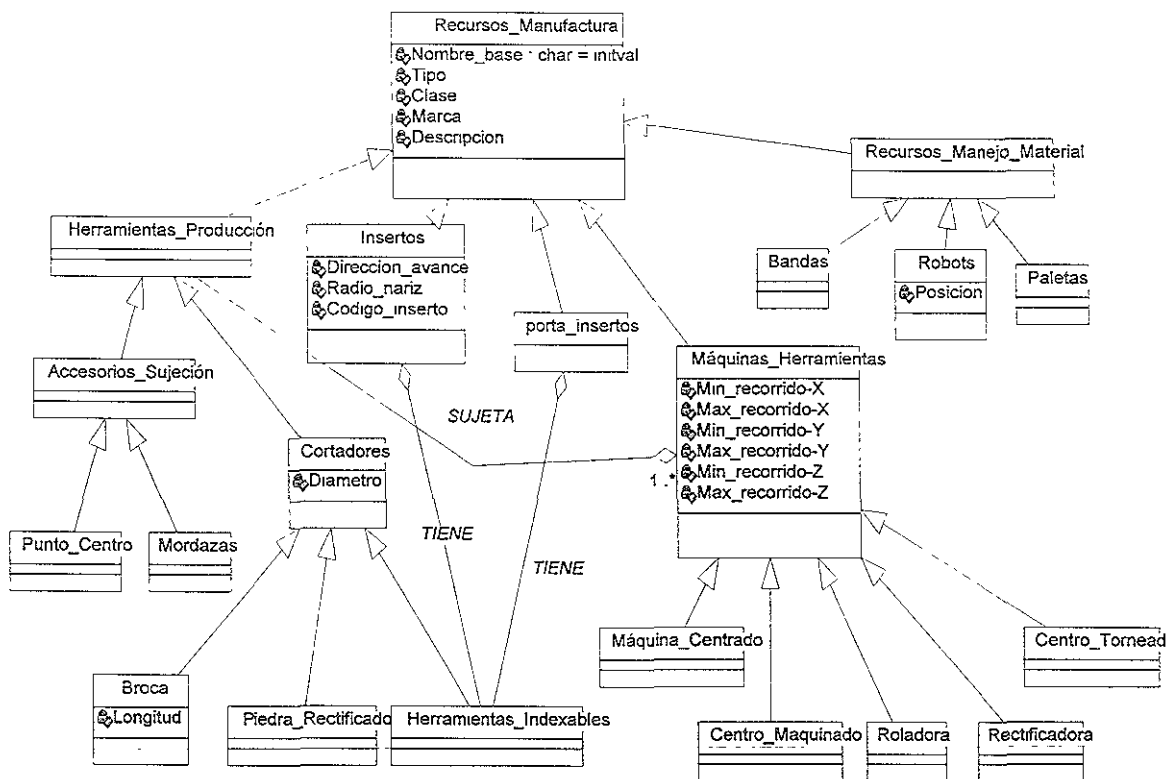 Recursos_Manufactura
Nombre_base : char = initval
Tipo
Clase
Marca
Descripcion
Recursos_Manejo_Material
Herramientas_Producción
Insertos
Direccion_avance
Radio_nariz
Codigo_inserto
porta_insertos
Bandas
Robots
Posicion
Paletas
Accesorios_Sujeción
Máquinas_Herramientas
Min_recorrido-X
Max_recorrido-X
Min_recorrido-Y
Max_recorrido-Y
Min_recorrido-Z
Max_recorrido-Z
SUJETA
1..*
Cortadores
Diametro
Punto_Centro
Mordazas
TIENE
TIENE
Máquina_Centrado
Centro_Tornead
Broca
Longitud
Piedra_Rectificado
Herramientas_Indexables
Centro_Maquinado
Roladora
Rectificadora